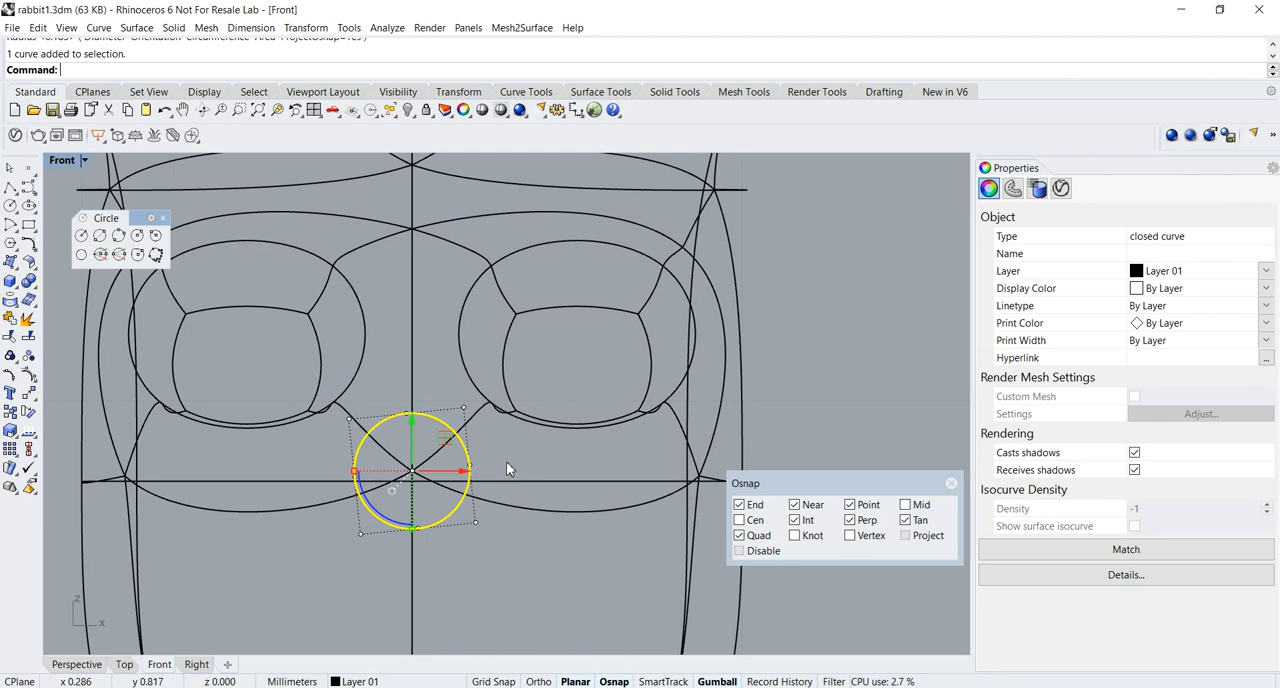 rabbit1.3dm (63 KB) - Rhinoceros 6 Not For Resale Lab - [Front]
File Edit View Curve Surface Solid Mesh Dimension Transform Tools Analyze Render Panels Mesh2Surface Help
1 curve added to selection.
Command:
Standard CPlanes Set View Display Select Viewport Layout Visibility Transform Curve Tools Surface Tools Solid Tools Mesh Tools Render Tools Drafting New in V6
Front
Circle
z
x
Osnap
End Near Point Mid
Cen Int Perp Tan
Quad Knot Vertex Project
Disable
Properties
Object
Type closed curve
Name
Layer Layer 01
Display Color By Layer
Linetype By Layer
Print Color By Layer
Print Width By Layer
Hyperlink ...
Render Mesh Settings
Custom Mesh
Settings Adjust...
Rendering
Casts shadows
Receives shadows
Isocurve Density
Density -1
Show surface isocurve
Match
Details...
Perspective Top Front Right
CPlane x 0.286 y 0.817 z 0.000 Millimeters Layer 01 Grid Snap Ortho Planar Osnap SmartTrack Gumball Record History Filter CPU use: 2.7 %